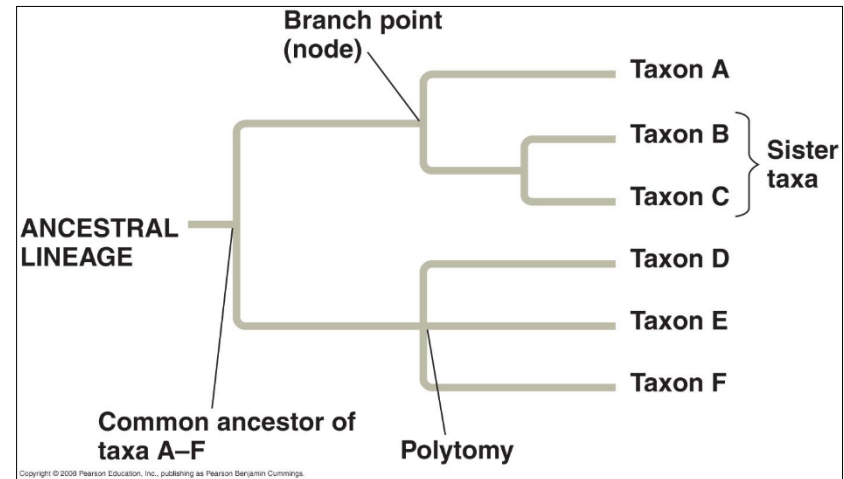 Branch point
(node)
Taxon A
Taxon B
Sister
taxa
Taxon C
ANCESTRAL
LINEAGE
Taxon D
Taxon E
Taxon F
Common ancestor of
taxa A–F
Polytomy
Copyright © 2008 Pearson Education, Inc., publishing as Pearson Benjamin Cummings.